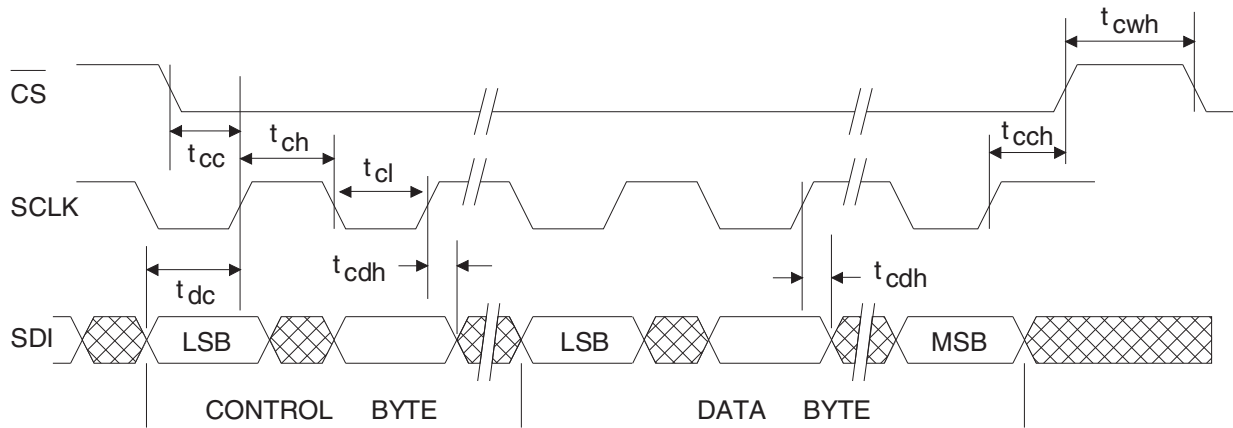 t cwh
CS
t cc
t ch
t cl
t cch
SCLK
t dc
t cdh
t cdh
SDI
LSB
LSB
MSB
CONTROL BYTE
DATA BYTE